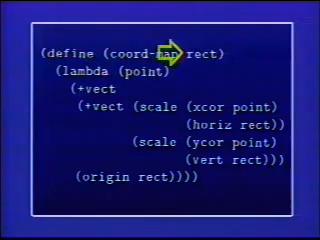 (define (coord-map rect)
(lambda (point)
(+vect
(+vect (scale (xcor point)
(horiz rect))
(scale (ycor point)
(vert rect)))
(origin rect))))